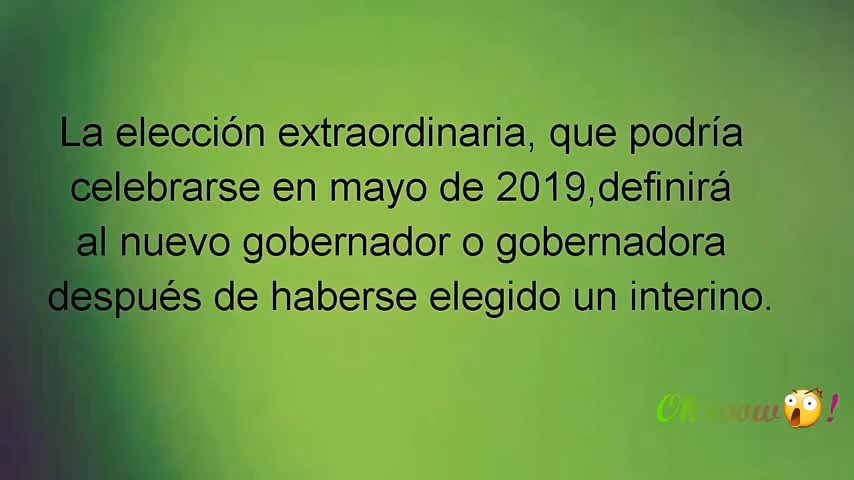 La elección extraordinaria, que podría
celebrarse en mayo de 2019,definirá
al nuevo gobernador o gobernadora
después de haberse elegido un interino.
Oh wow😲!